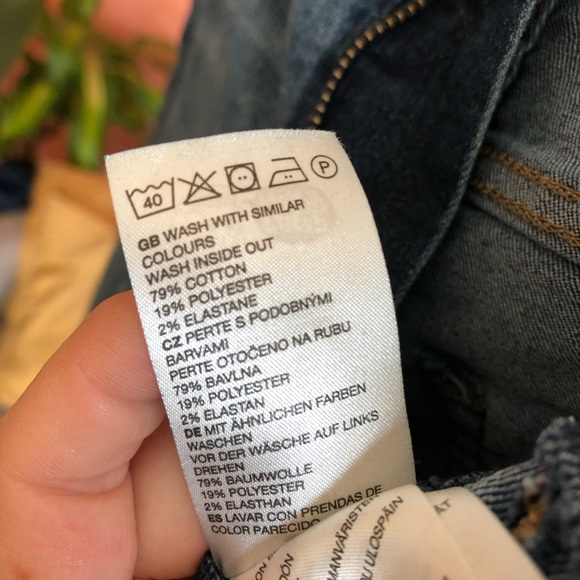 40 P
GB WASH WITH SIMILAR
COLOURS
WASH INSIDE OUT
79% COTTON
19% POLYESTER
2% ELASTANE
CZ PERTE S PODOBNÝMI
BARVAMI
PERTE OTOČENO NA RUBU
79% BAVLNA
19% POLYESTER
2% ELASTAN
DE MIT ÄHNLICHEN FARBEN
WASCHEN
VOR DER WÄSCHE AUF LINKS
DREHEN
79% BAUMWOLLE
19% POLYESTER
2% ELASTHAN
ES LAVAR CON PRENDAS DE
COLOR PARECIDO
ULOSPÄIN